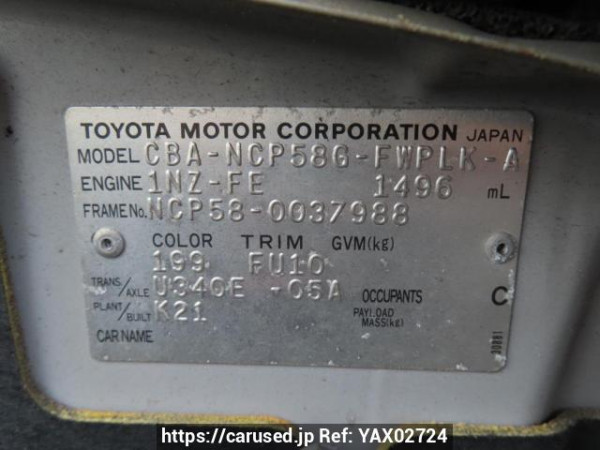 TOYOTA MOTOR CORPORATION JAPAN
MODEL CBA-NCP58G-FWPLK-A
ENGINE 1NZ-FE 1496 mL
FRAME No. NCP58-0037988
COLOR TRIM GVM(kg)
199 FU10
TRANS/AXLE U340E -05A OCCUPANTS C
PLANT/BUILT K21 PAYLOAD MASS(kg)
CAR NAME
https://carused.jp Ref: YAX02724